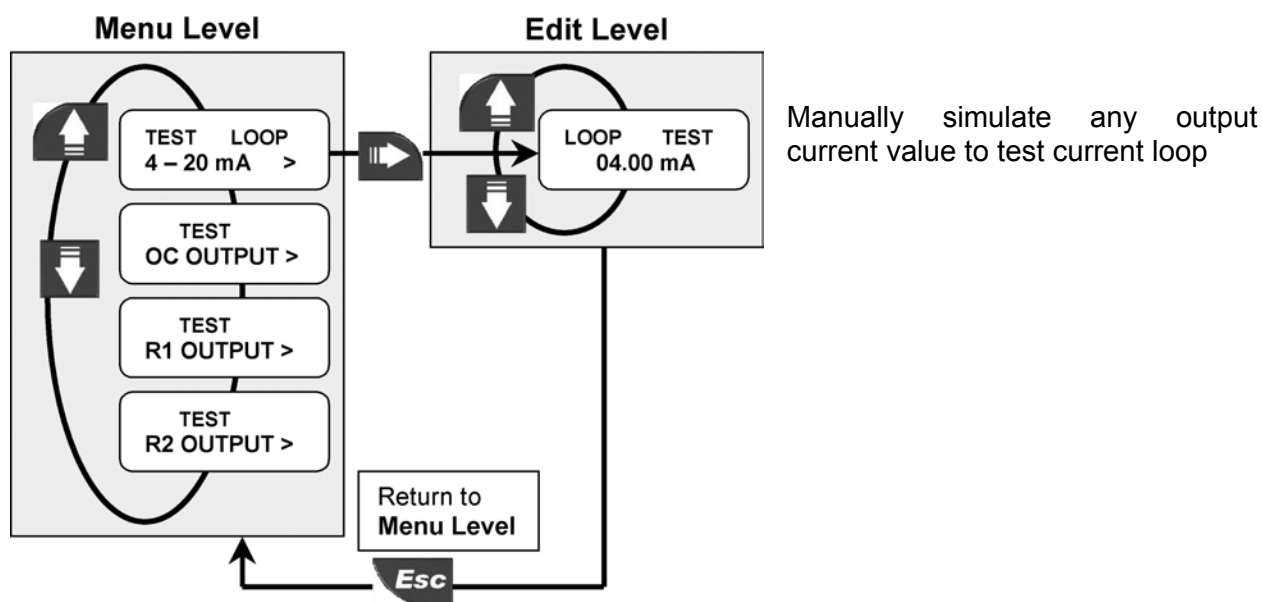 Menu Level
TEST LOOP
4 – 20 mA >
TEST
OC OUTPUT >
TEST
R1 OUTPUT >
TEST
R2 OUTPUT >
Edit Level
LOOP TEST
04.00 mA
Manually simulate any output
current value to test current loop
Return to
Menu Level
Esc